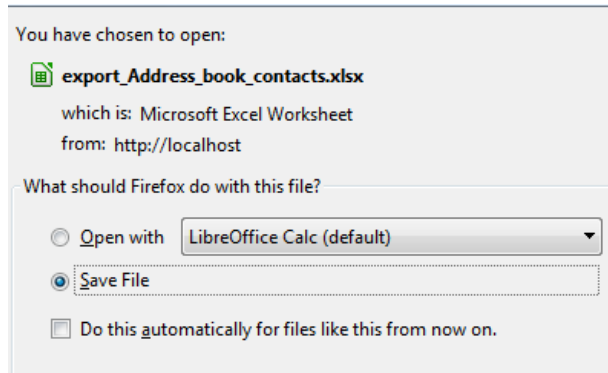 You have chosen to open:
export_Address_book_contacts.xlsx
which is: Microsoft Excel Worksheet
from: http://localhost
What should Firefox do with this file?
Open with LibreOffice Calc (default)
Save File
Do this automatically for files like this from now on.